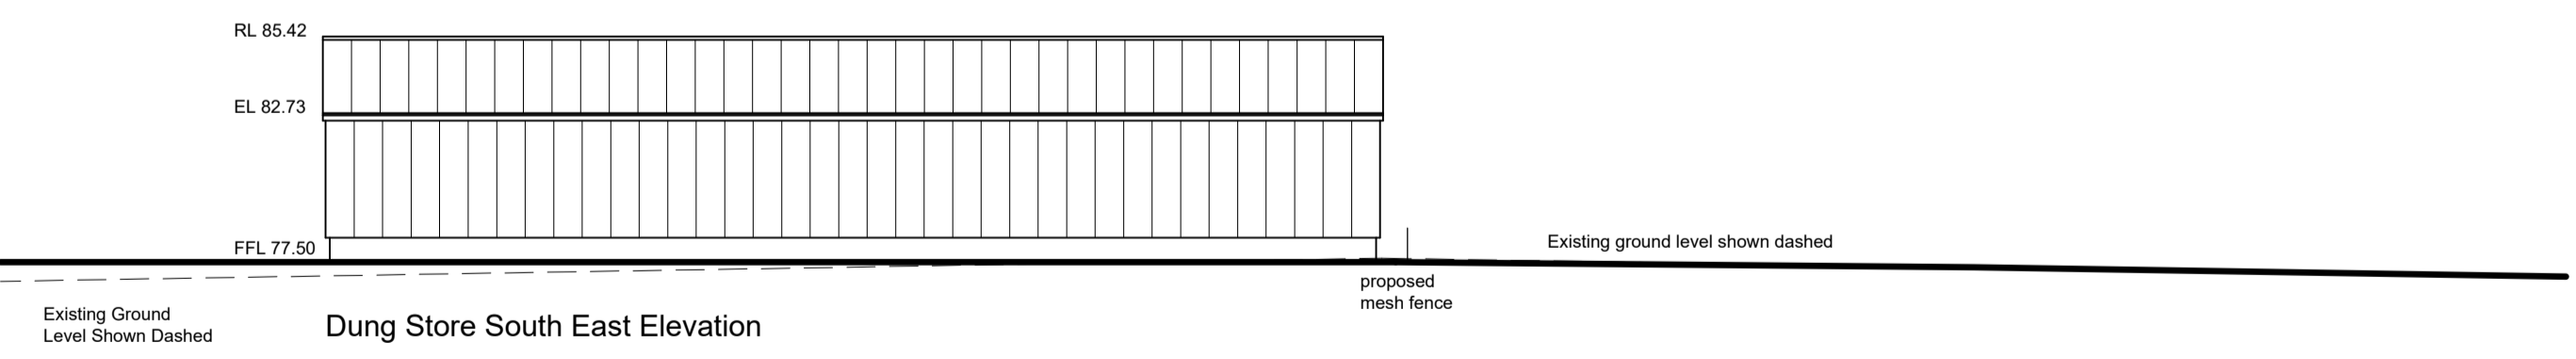 RL 85.42
EL 82.73
FFL 77.50
Existing ground level shown dashed
proposed
mesh fence
Existing Ground
Level Shown Dashed
Dung Store South East Elevation